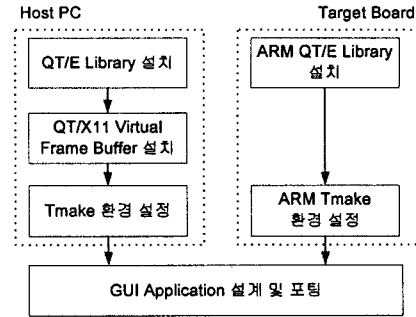 Host PC
QT/E Library 설치
QT/X11 Virtual
Frame Buffer 설치
Tmake 환경 설정
Target Board
ARM QT/E Library
설치
ARM Tmake
환경 설정
GUI Application 설계 및 포팅